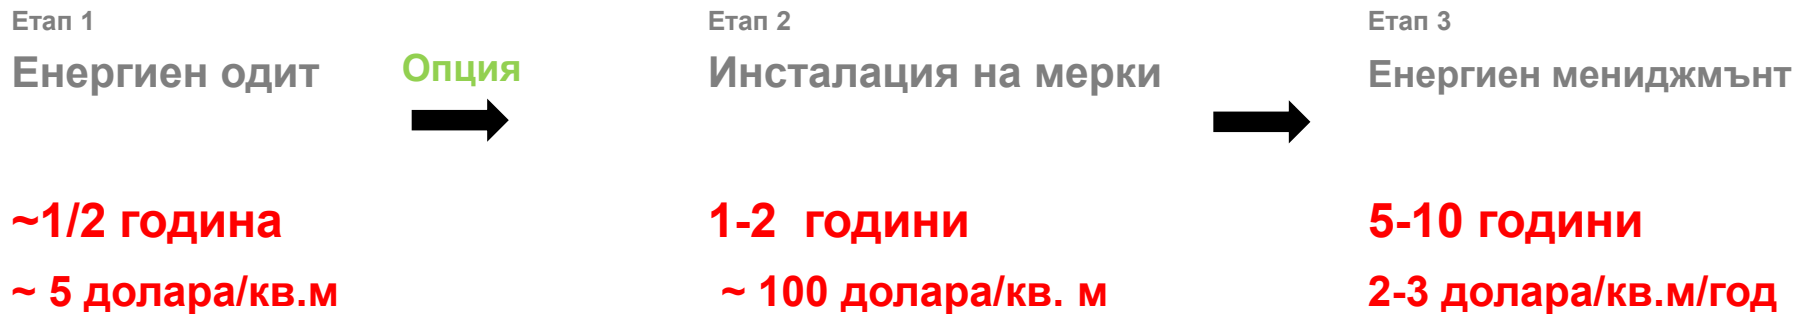 Етап 1
Енергиен одит
~1/2 година
~ 5 долара/кв.м
Опция
Етап 2
Инсталация на мерки
1-2 години
~ 100 долара/кв. м
Етап 3
Енергиен мениджмънт
5-10 години
2-3 долара/кв.м/год